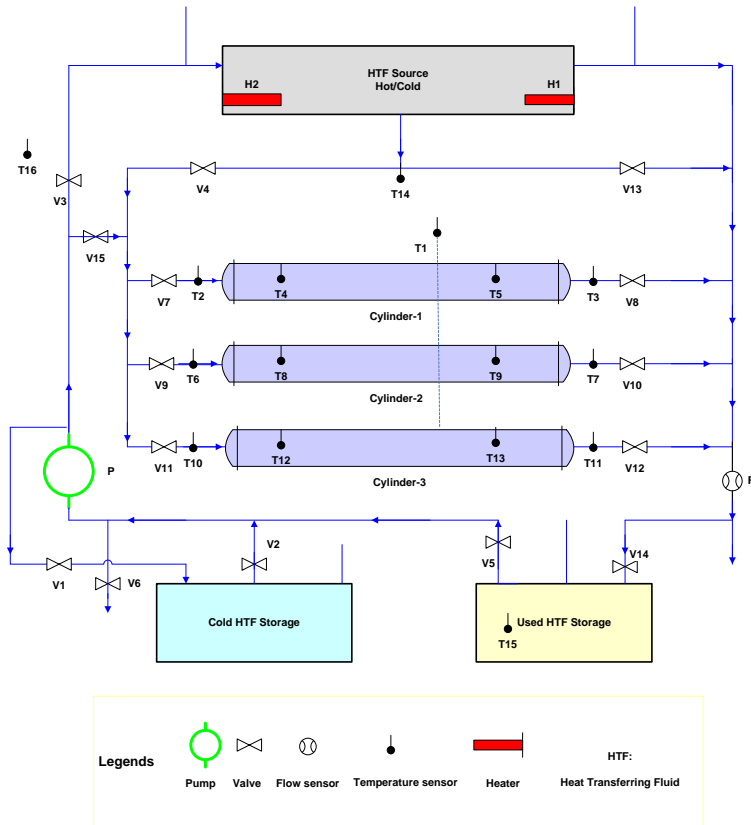 HTF Source
Hot/Cold
H2
H1
T16
V3
V4
T14
V13
V15
T1
V7
T2
T4
T5
T3
V8
Cylinder-1
V9
T6
T8
T9
T7
V10
Cylinder-2
V11
T10
T12
T13
T11
V12
Cylinder-3
P
F
V1
V6
V2
V5
V14
Cold HTF Storage
Used HTF Storage
T15
Legends
Pump
Valve
Flow sensor
Temperature sensor
Heater
HTF:
Heat Transferring Fluid